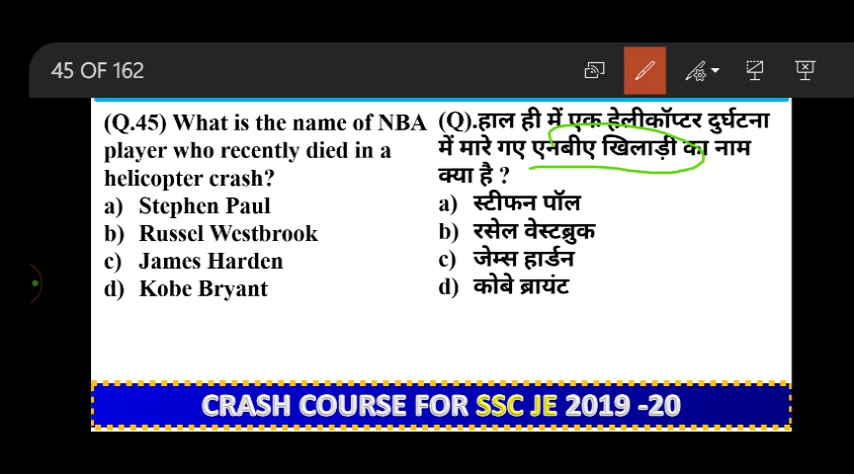 45 OF 162
(Q.45) What is the name of NBA
player who recently died in a
helicopter crash?
a) Stephen Paul
b) Russel Westbrook
c) James Harden
d) Kobe Bryant
(Q).हाल ही में एक हेलीकॉप्टर दुर्घटना
में मारे गए एनबीए खिलाड़ी का नाम
क्या है ?
a) स्टीफन पॉल
b) रसेल वेस्टब्रुक
c) जेम्स हार्डन
d) कोबे ब्रायंट
CRASH COURSE FOR SSC JE 2019 -20